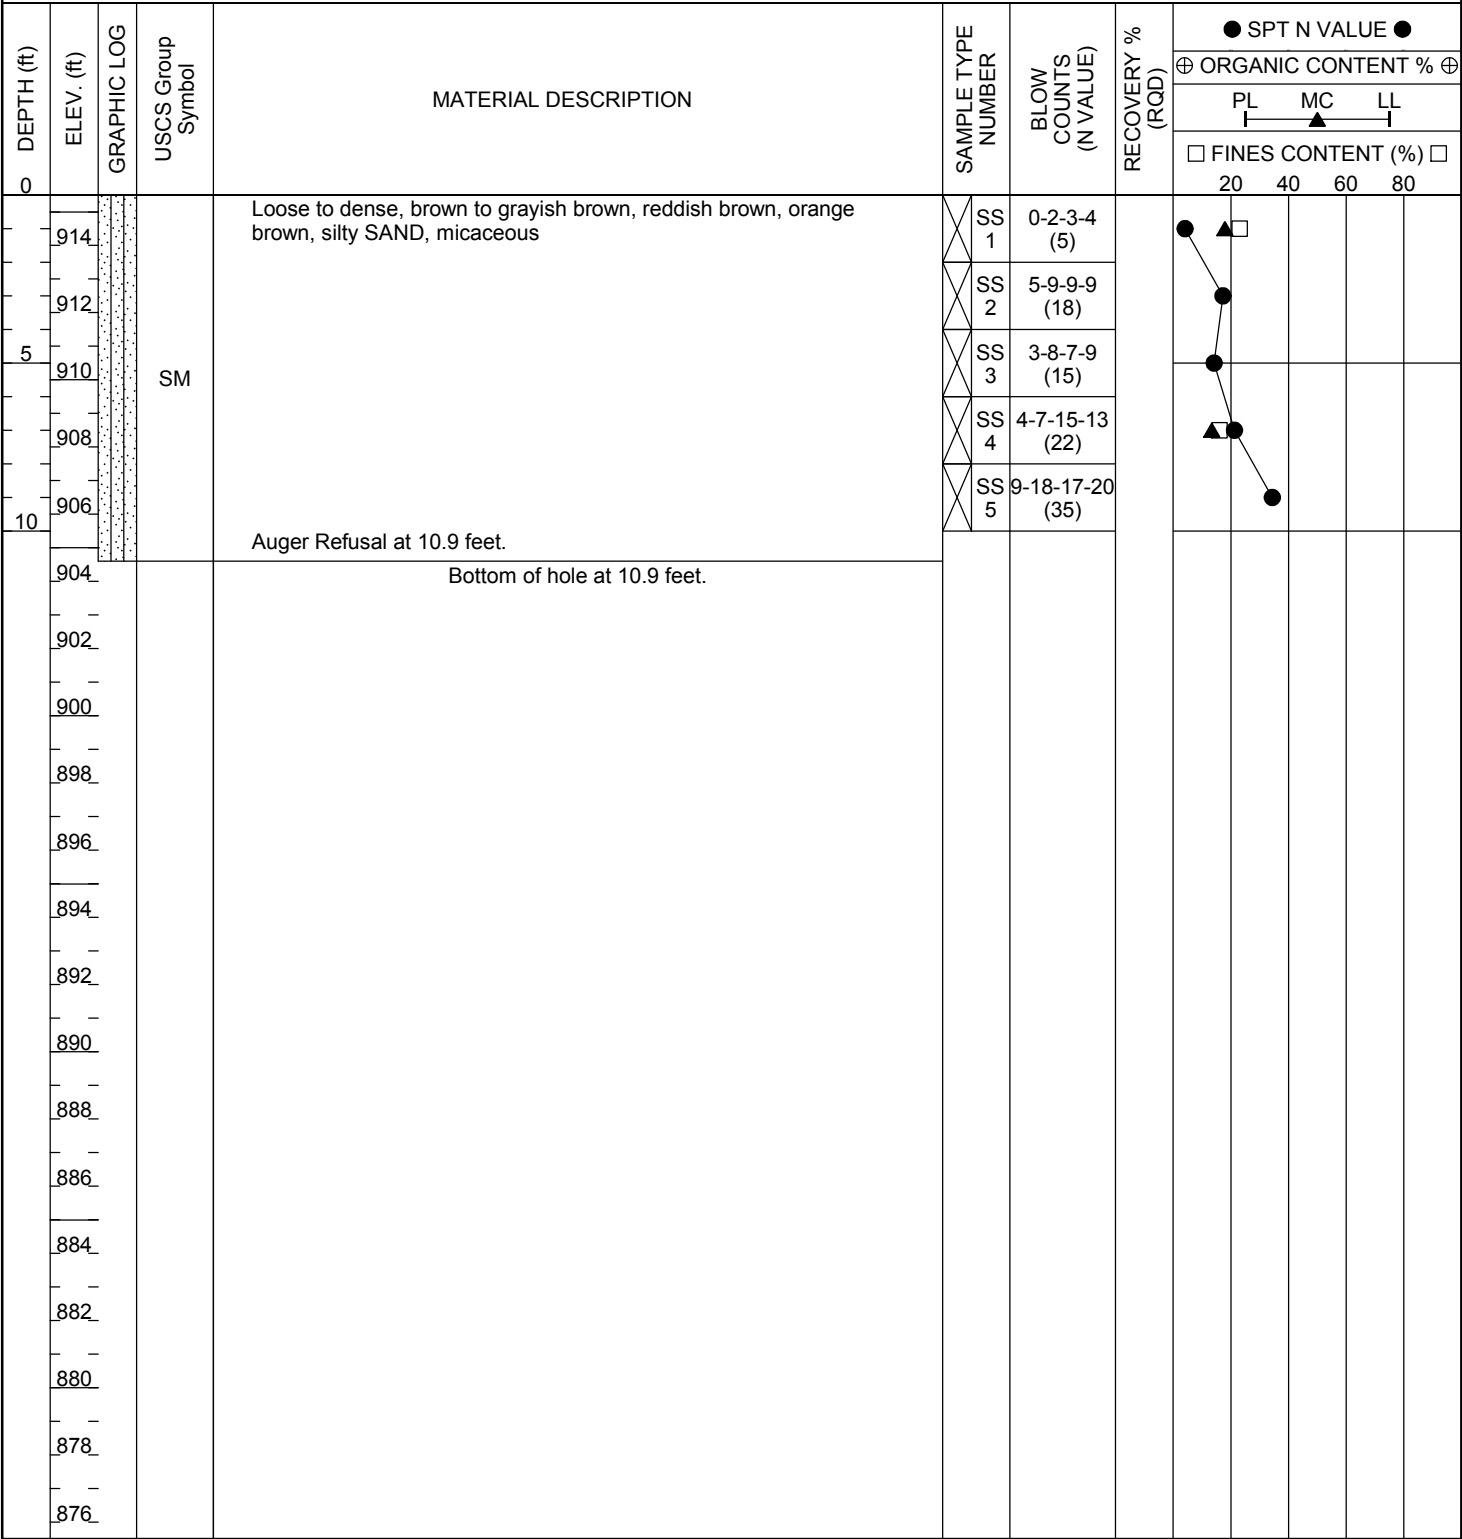 DEPTH (ft)
ELEV. (ft)
GRAPHIC LOG
USCS Group
Symbol
MATERIAL DESCRIPTION
SAMPLE TYPE
NUMBER
BLOW
COUNTS
(N VALUE)
RECOVERY %
(RQD)
● SPT N VALUE ●
⊕ ORGANIC CONTENT % ⊕
PL MC LL
□ FINES CONTENT (%) □
20 40 60 80
0
Loose to dense, brown to grayish brown, reddish brown, orange
brown, silty SAND, micaceous
SS
1
0-2-3-4
(5)
914
SS
2
5-9-9-9
(18)
912
5
SS
3
3-8-7-9
(15)
910
SM
SS
4
4-7-15-13
(22)
908
SS
5
9-18-17-20
(35)
906
10
Auger Refusal at 10.9 feet.
Bottom of hole at 10.9 feet.
904
902
900
898
896
894
892
890
888
886
884
882
880
878
876